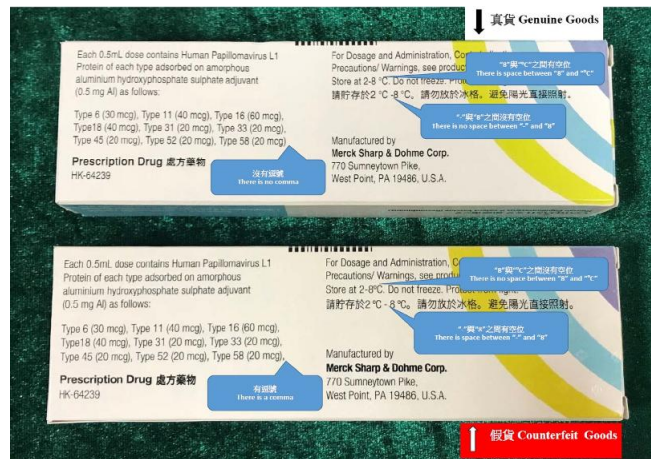 真貨 Genuine Goods
Each 0.5mL dose contains Human Papillomavirus L1
Protein of each type adsorbed on amorphous
aluminium hydroxyphosphate sulphate adjuvant
(0.5 mg Al) as follows:
Type 6 (30 mcg), Type 11 (40 mcg), Type 16 (60 mcg)
Type18 (40 mcg), Type 31 (20 mcg), Type 33 (20 mcg),
Type 45 (20 mcg), Type 52 (20 mcg), Type 58 (20 mcg)
Prescription Drug 處方藥物
HK-64239
沒有逗號
There is no comma
For Dosage and Administration,
Precautions/ Warnings, see
Store at 2-8 °C. Do not freeze.
請貯存於2 °C -8 °C。請勿放於冰格。避免陽光直接照射。
"8"與"°C"之間有空位
There is space between "8" and "°C"
"-"與"8"之間沒有空位
There is no space between "-" and "8"
Manufactured by
Merck Sharp & Dohme Corp.
770 Sumneytown Pike,
West Point, PA 19486, U.S.A.
Each 0.5mL dose contains Human Papillomavirus L1
Protein of each type adsorbed on amorphous
aluminium hydroxyphosphate sulphate adjuvant
(0.5 mg Al) as follows:
Type 6 (30 mcg), Type 11 (40 mcg), Type 16 (60 mcg)
Type18 (40 mcg), Type 31 (20 mcg), Type 33 (20 mcg),
Type 45 (20 mcg), Type 52 (20 mcg), Type 58 (20 mcg),
Prescription Drug 處方藥物
HK-64239
有逗號
There is a comma
For Dosage and Administration,
Precautions/ Warnings, see
Store at 2-8°C. Do not freeze.
請貯存於2 °C - 8 °C。請勿放於冰格。避免陽光直接照射。
"8"與"°C"之間沒有空位
There is no space between "8" and "°C"
"-"與"8"之間有空位
There is space between "-" and "8"
Manufactured by
Merck Sharp & Dohme Corp.
770 Sumneytown Pike,
West Point, PA 19486, U.S.A.
假貨 Counterfeit Goods